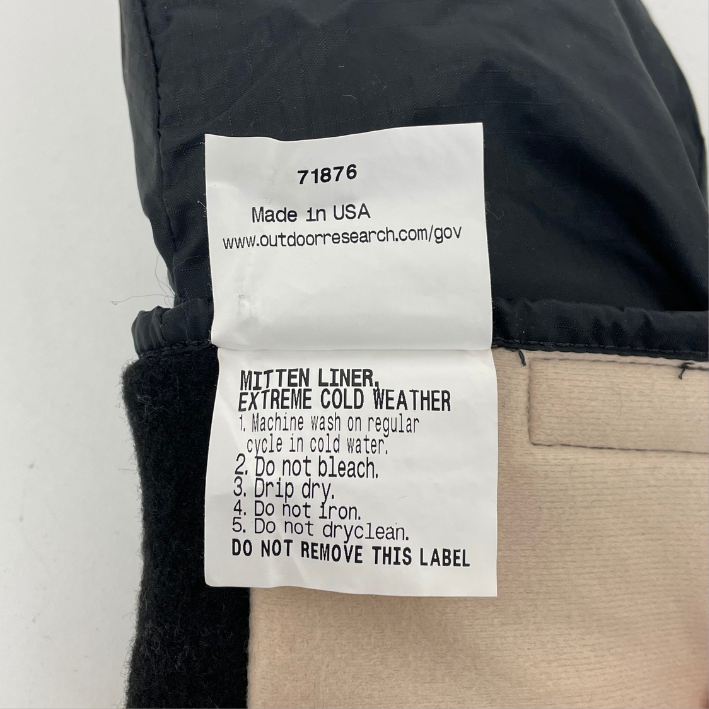 71876
Made in USA
www.outdoorresearch.com/gov
MITTEN LINER,
EXTREME COLD WEATHER
1. Machine wash on regular
cycle in cold water.
2. Do not bleach.
3. Drip dry.
4. Do not iron.
5. Do not dryclean.
DO NOT REMOVE THIS LABEL